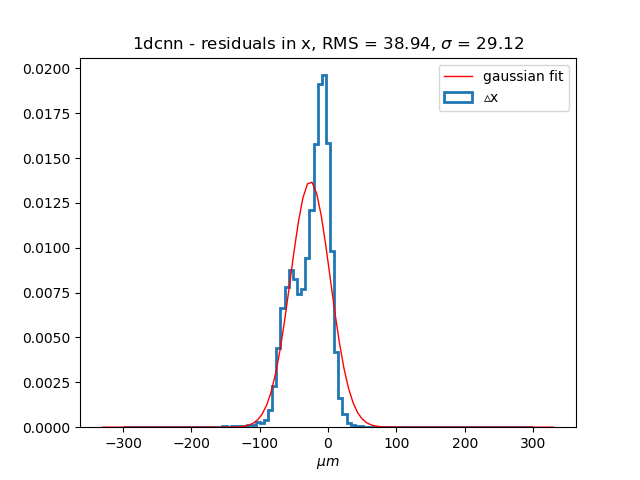 1dcnn - residuals in x, RMS = 38.94, σ = 29.12
gaussian fit
▵x
0.0200
0.0175
0.0150
0.0125
0.0100
0.0075
0.0050
0.0025
0.0000
−300 −200 −100 0 100 200 300
μm